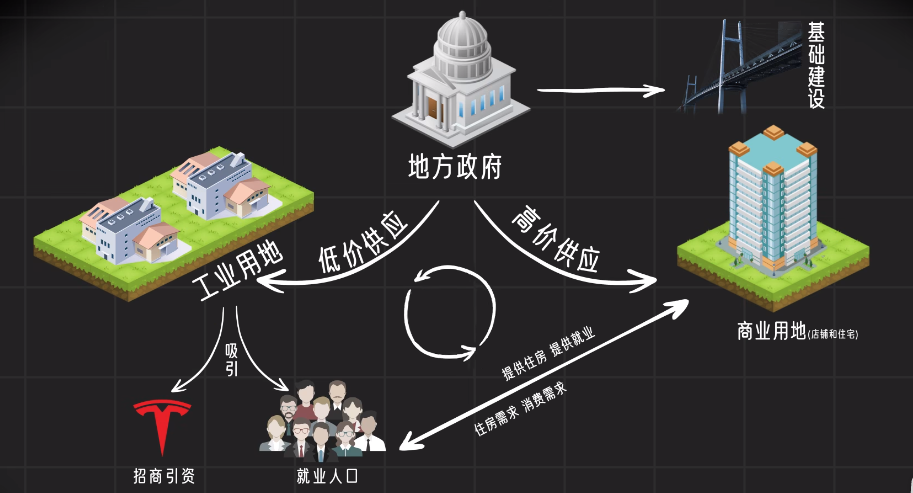 基础建设
地方政府
低价供应
高价供应
工业用地
商业用地(店铺和住宅)
吸引
提供住房 提供就业
住房需求 消费需求
招商引资
就业人口